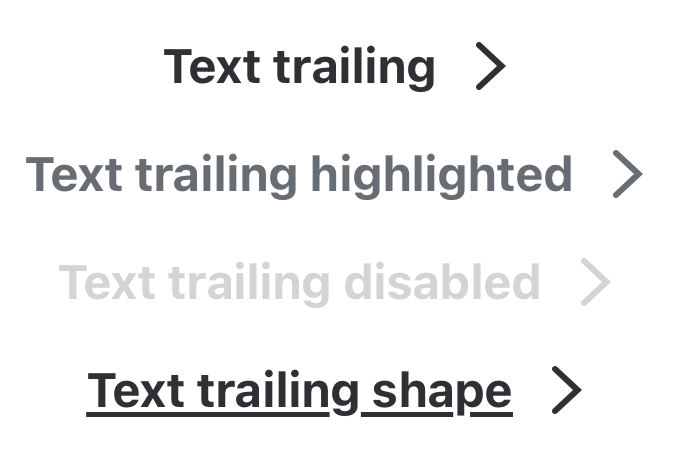 Text trailing
Text trailing highlighted
Text trailing disabled
Text trailing shape